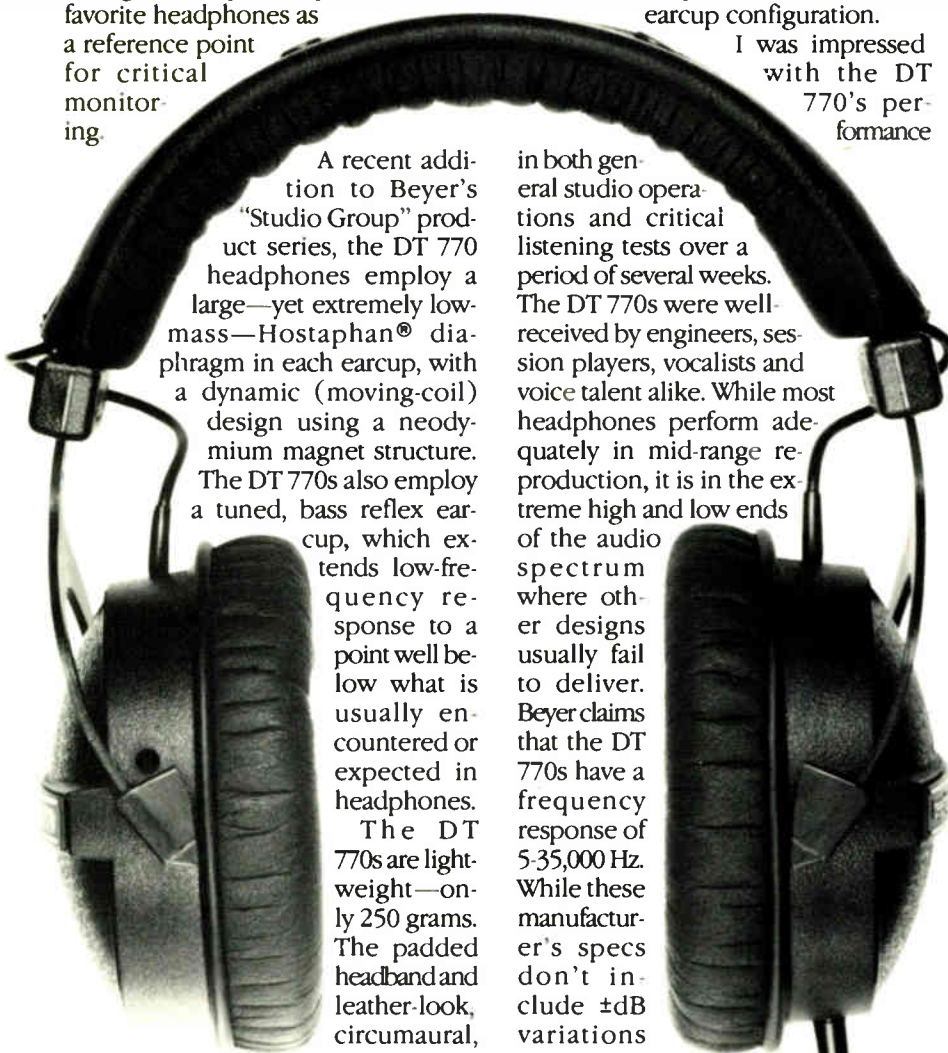 favorite headphones as
a reference point
for critical
monitor-
ing.
A recent addi-
tion to Beyer's
"Studio Group" prod-
uct series, the DT 770
headphones employ a
large—yet extremely low-
mass—Hostaphan® dia-
phragm in each earcup, with
a dynamic (moving-coil)
design using a neody-
mium magnet structure.
The DT 770s also employ
a tuned, bass reflex ear-
cup, which ex-
tends low-fre-
quency re-
sponse to a
point well be-
low what is
usually en-
countered or
expected in
headphones.
The DT
770s are light-
weight—on-
ly 250 grams.
The padded
headband and
leather-look,
circumaural,
earcup configuration.
I was impressed
with the DT
770's per-
formance
in both gen-
eral studio opera-
tions and critical
listening tests over a
period of several weeks.
The DT 770s were well-
received by engineers, ses-
sion players, vocalists and
voice talent alike. While most
headphones perform ade-
quately in mid-range re-
production, it is in the ex-
treme high and low ends
of the audio
spectrum
where oth-
er designs
usually fail
to deliver.
Beyer claims
that the DT
770s have a
frequency
response of
5-35,000 Hz.
While these
manufactur-
er's specs
don't in-
clude ±dB
variations